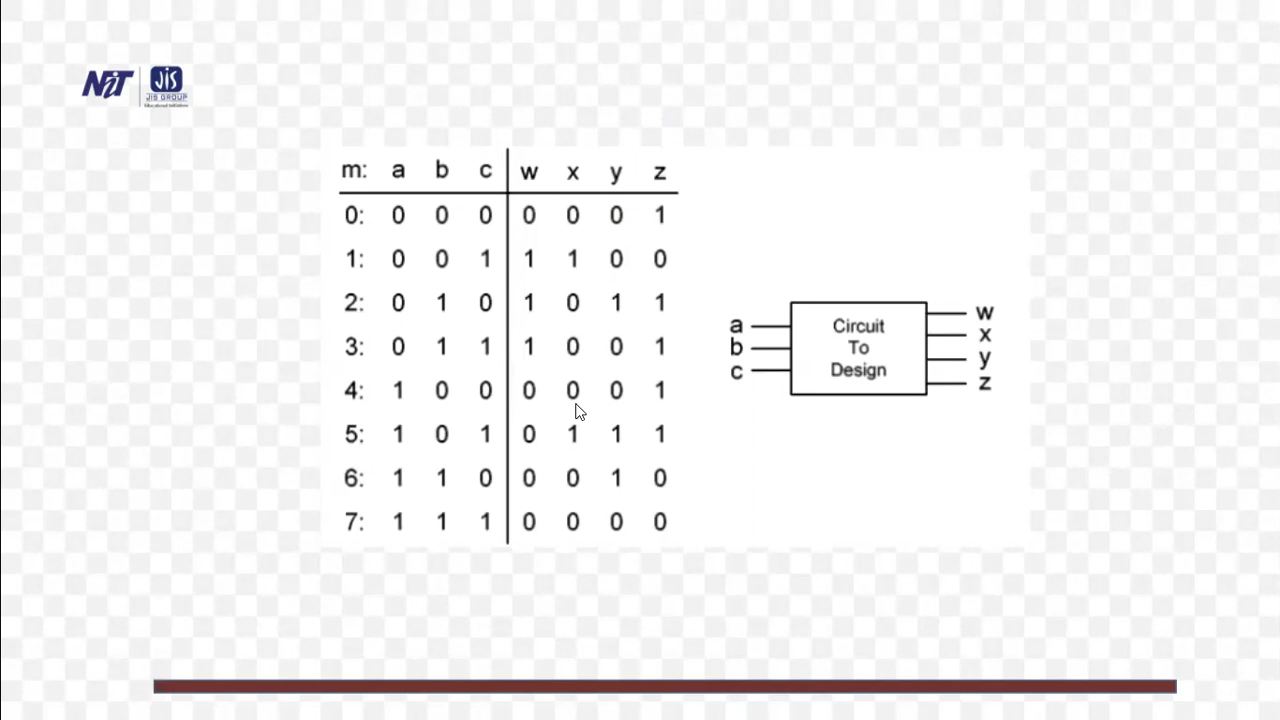 NiT
JIS
JIS GROUP
Educational Initiatives
m: a b c w x y z
0: 0 0 0 0 0 0 1
1: 0 0 1 1 1 0 0
2: 0 1 0 1 0 1 1
3: 0 1 1 1 0 0 1
4: 1 0 0 0 0 0 1
5: 1 0 1 0 1 1 1
6: 1 1 0 0 0 1 0
7: 1 1 1 0 0 0 0
a
b
c
Circuit
To
Design
w
x
y
z